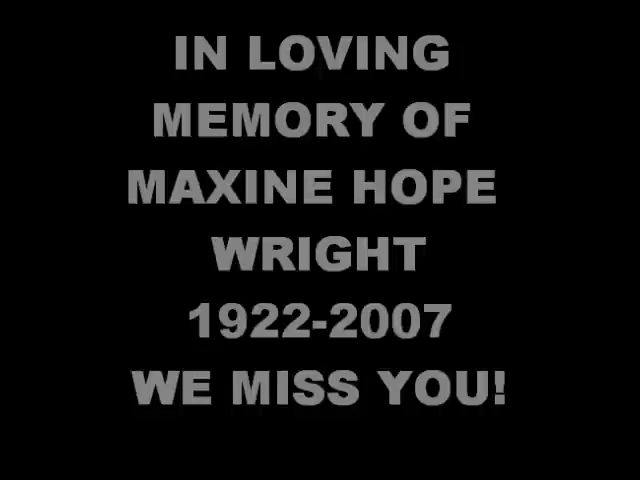 IN LOVING
MEMORY OF
MAXINE HOPE
WRIGHT
1922-2007
WE MISS YOU!